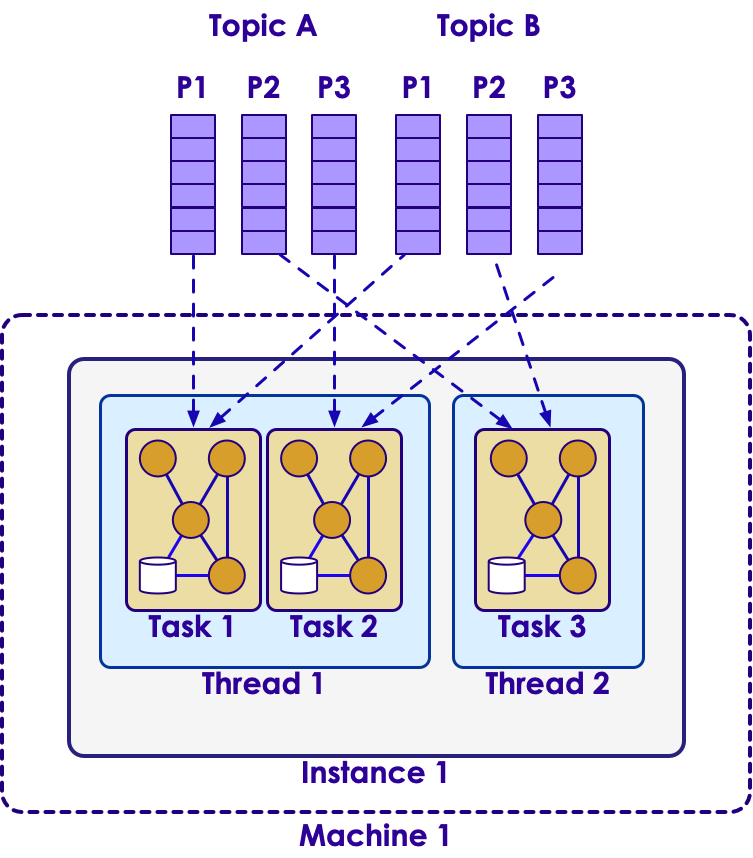 Topic A Topic B
P1 P2 P3 P1 P2 P3
Task 1 Task 2 Task 3
Thread 1 Thread 2
Instance 1
Machine 1